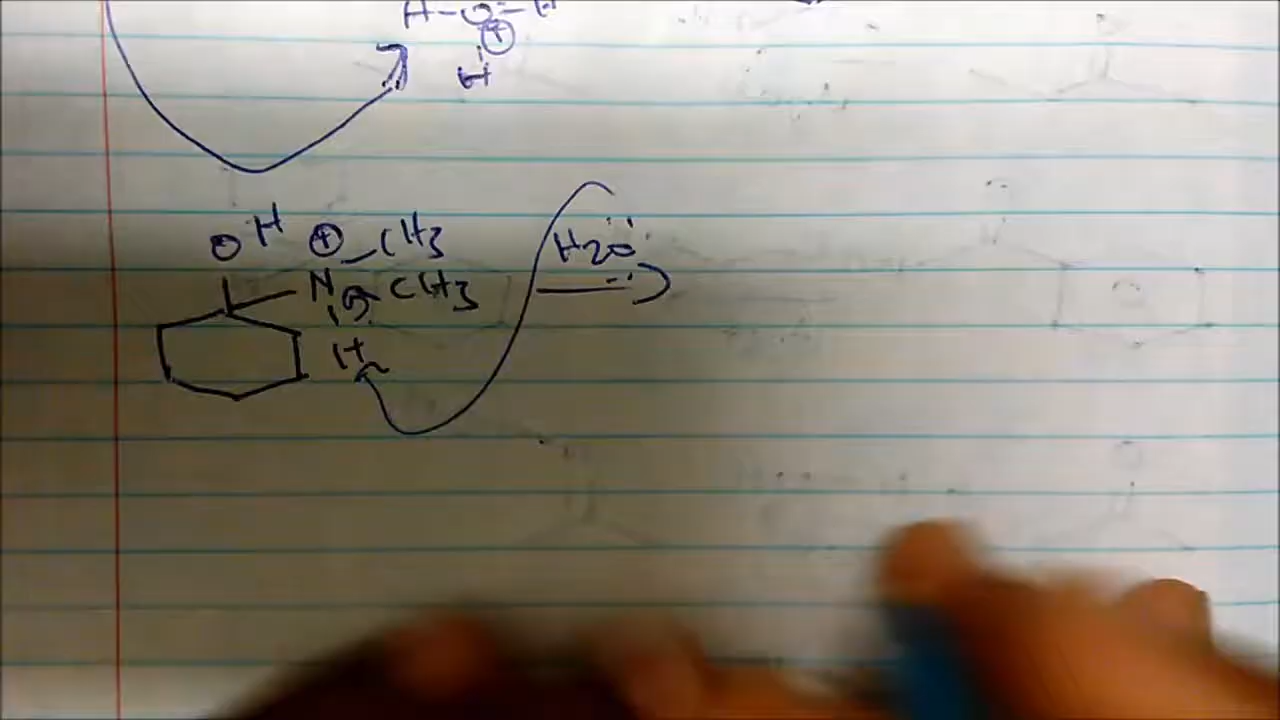 H-O-H
⊕
H
OH ⊕ CH3
N CH3
H
H2O